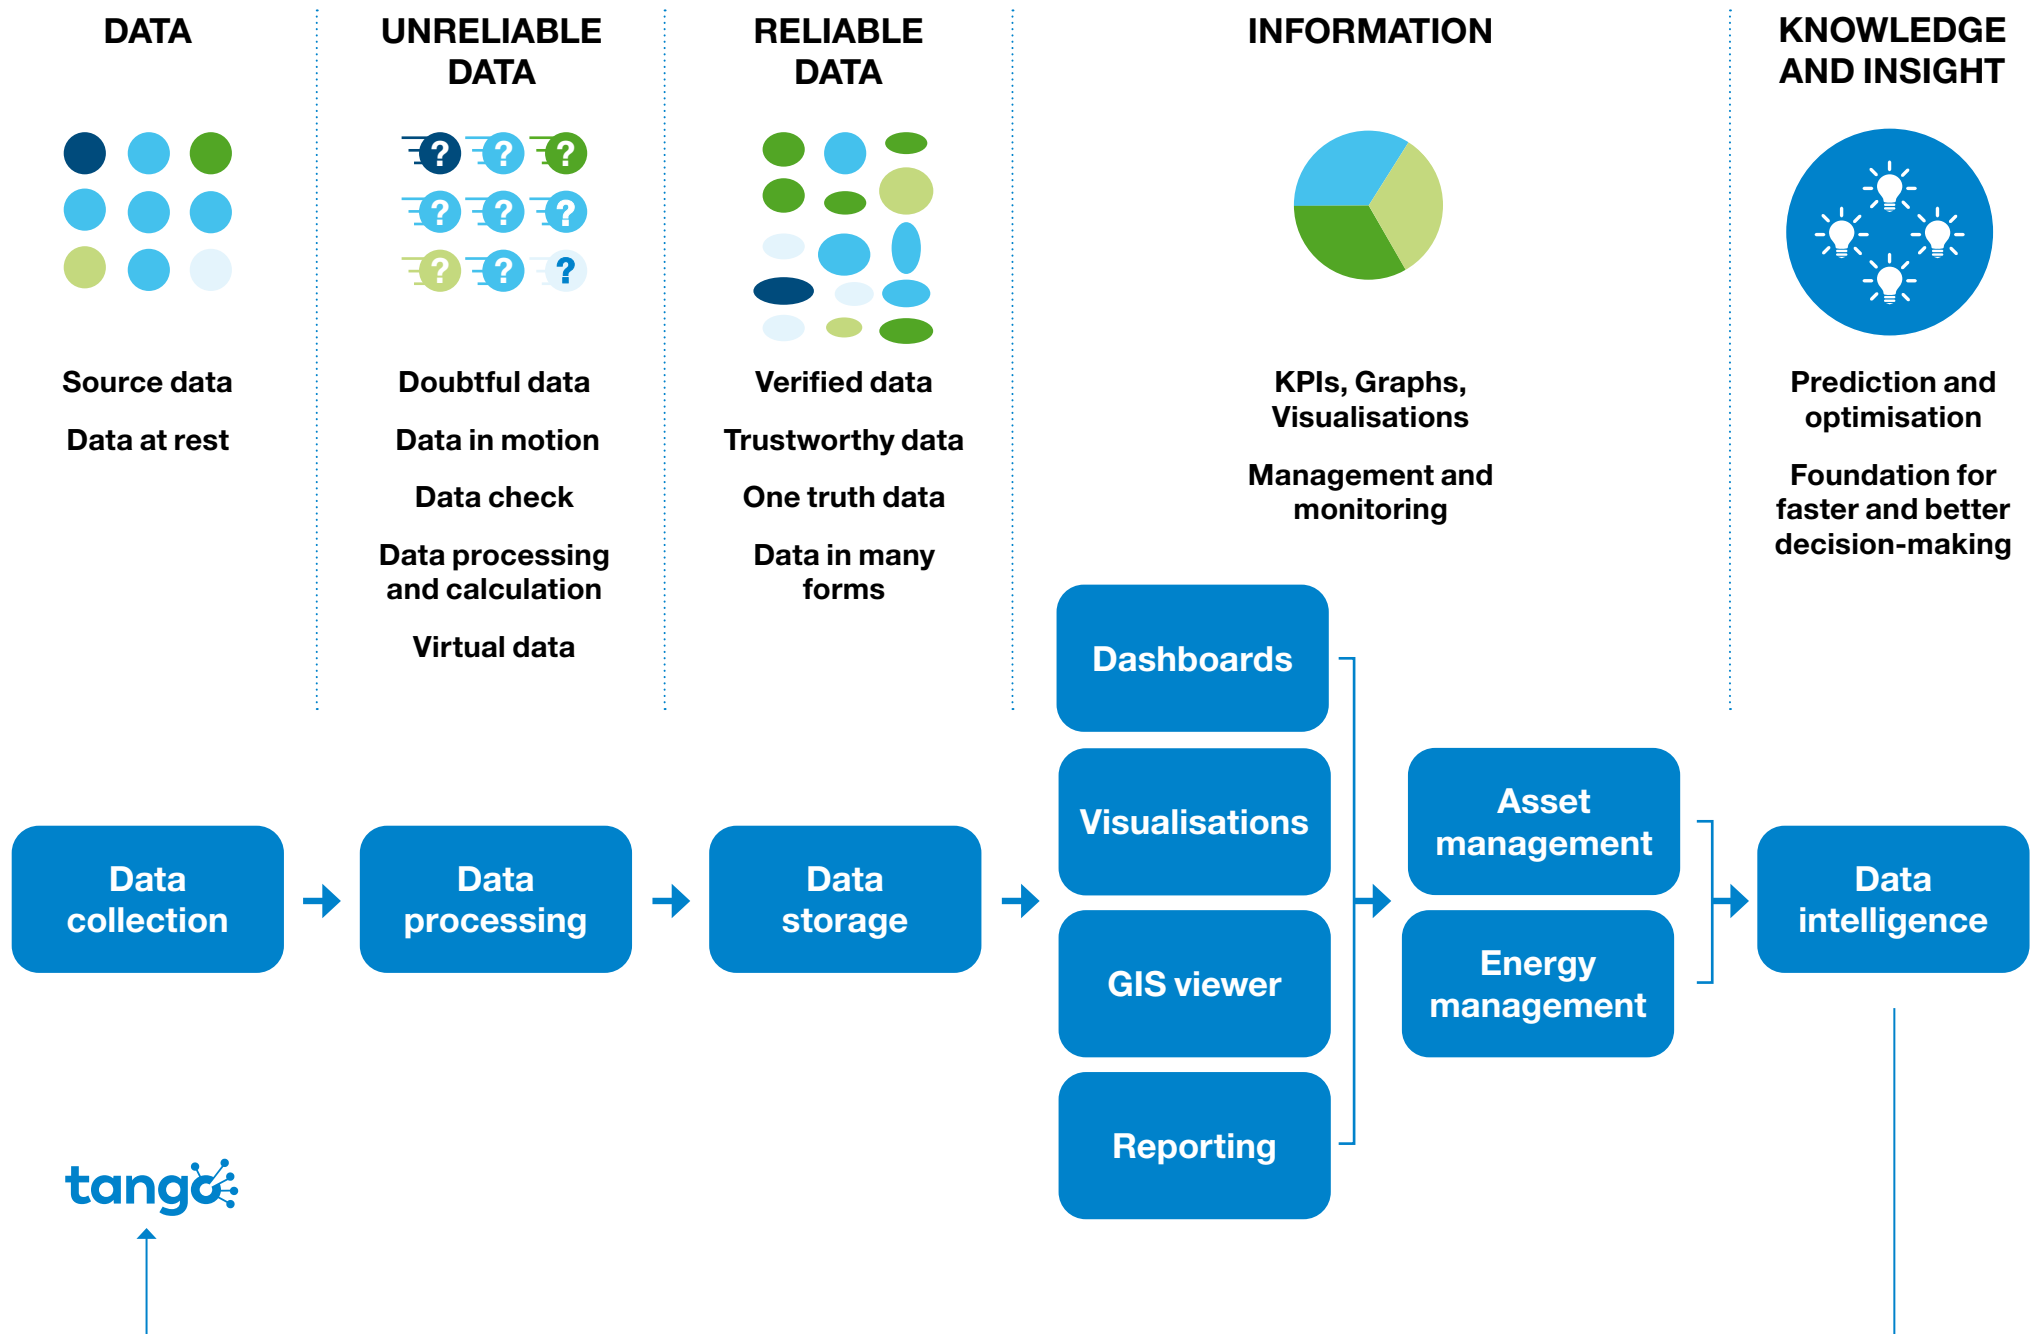 DATA
Source data
Data at rest
UNRELIABLE
DATA
? ? ?
? ? ?
? ? ?
Doubtful data
Data in motion
Data check
Data processing
and calculation
Virtual data
RELIABLE
DATA
Verified data
Trustworthy data
One truth data
Data in many
forms
INFORMATION
KPIs, Graphs,
Visualisations
Management and
monitoring
KNOWLEDGE
AND INSIGHT
Prediction and
optimisation
Foundation for
faster and better
decision-making
Data
collection
Data
processing
Data
storage
Dashboards
Visualisations
GIS viewer
Reporting
Asset
management
Energy
management
Data
intelligence
tango